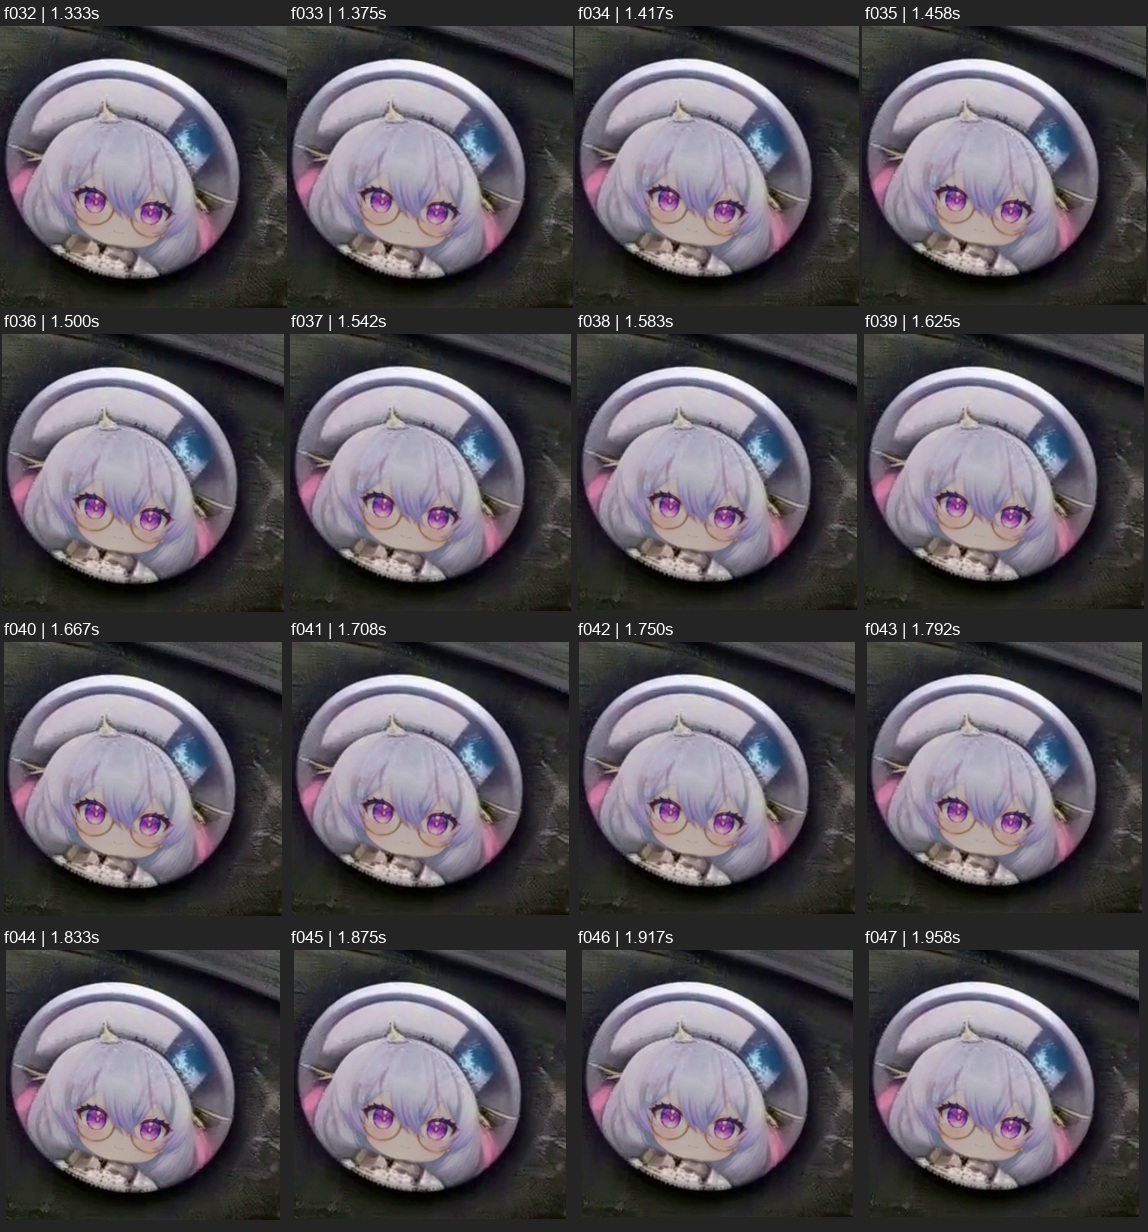 f032 | 1.333s
f033 | 1.375s
f034 | 1.417s
f035 | 1.458s
f036 | 1.500s
f037 | 1.542s
f038 | 1.583s
f039 | 1.625s
f040 | 1.667s
f041 | 1.708s
f042 | 1.750s
f043 | 1.792s
f044 | 1.833s
f045 | 1.875s
f046 | 1.917s
f047 | 1.958s